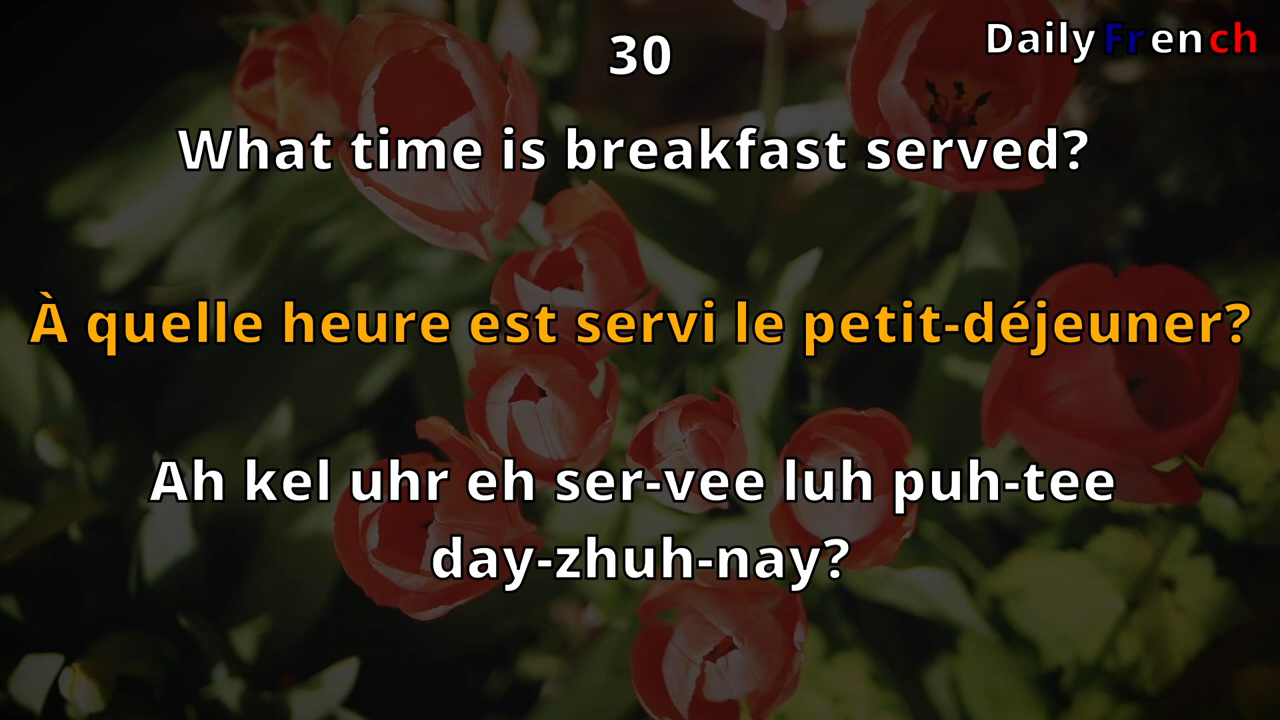 30
Daily French
What time is breakfast served?
À quelle heure est servi le petit-déjeuner?
Ah kel uhr eh ser-vee luh puh-tee
day-zhuh-nay?